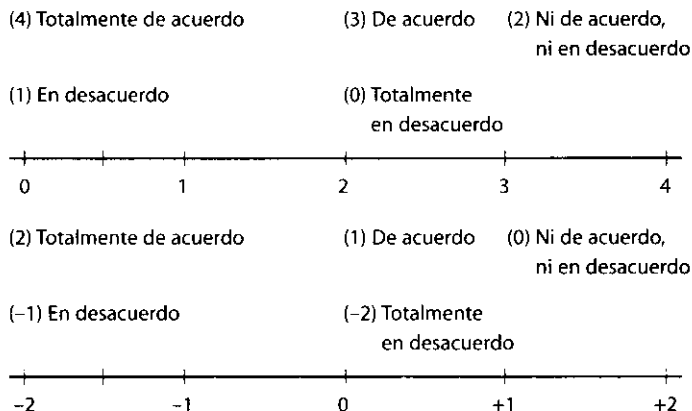 (4) Totalmente de acuerdo (3) De acuerdo (2) Ni de acuerdo,
ni en desacuerdo
(1) En desacuerdo (0) Totalmente
en desacuerdo
0 1 2 3 4
(2) Totalmente de acuerdo (1) De acuerdo (0) Ni de acuerdo,
ni en desacuerdo
(–1) En desacuerdo (–2) Totalmente
en desacuerdo
–2 –1 0 +1 +2